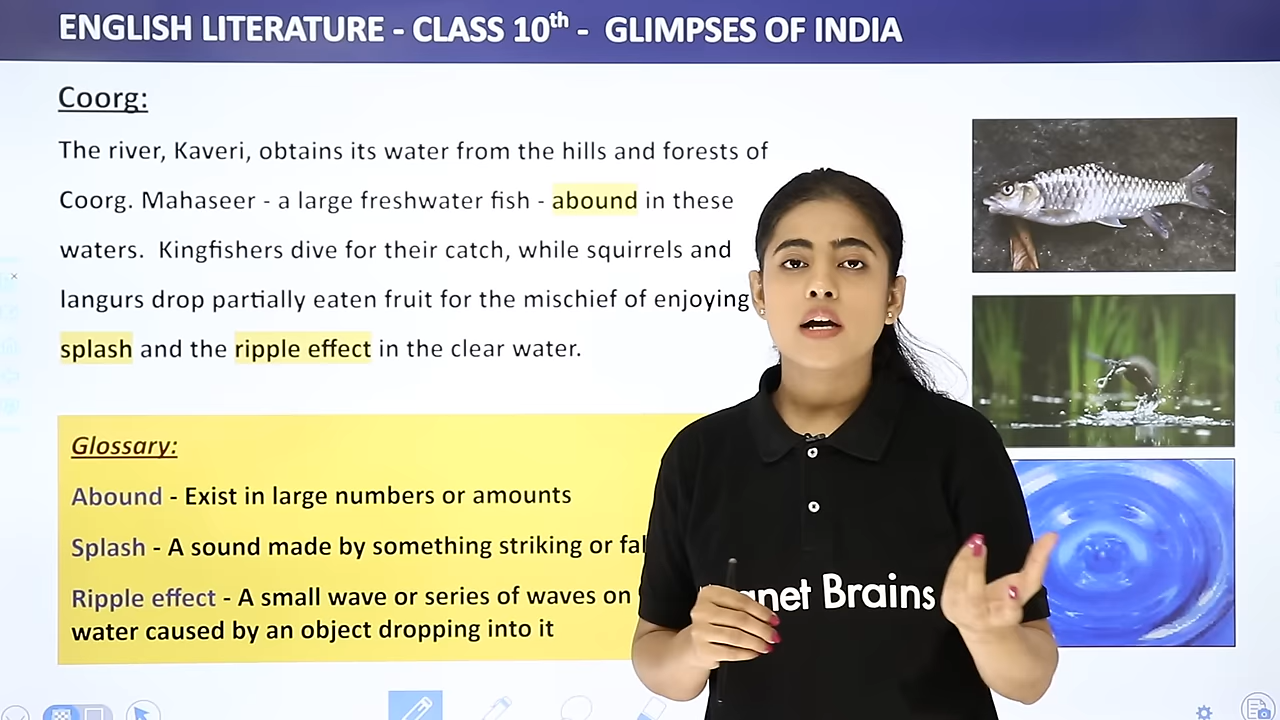 ENGLISH LITERATURE - CLASS 10th - GLIMPSES OF INDIA
Coorg:
The river, Kaveri, obtains its water from the hills and forests of
Coorg. Mahaseer - a large freshwater fish - abound in these
waters. Kingfishers dive for their catch, while squirrels and
langurs drop partially eaten fruit for the mischief of enjoying
splash and the ripple effect in the clear water.
Glossary:
Abound - Exist in large numbers or amounts
Splash - A sound made by something striking or
Ripple effect - A small wave or series of waves on
water caused by an object dropping into it
Brains